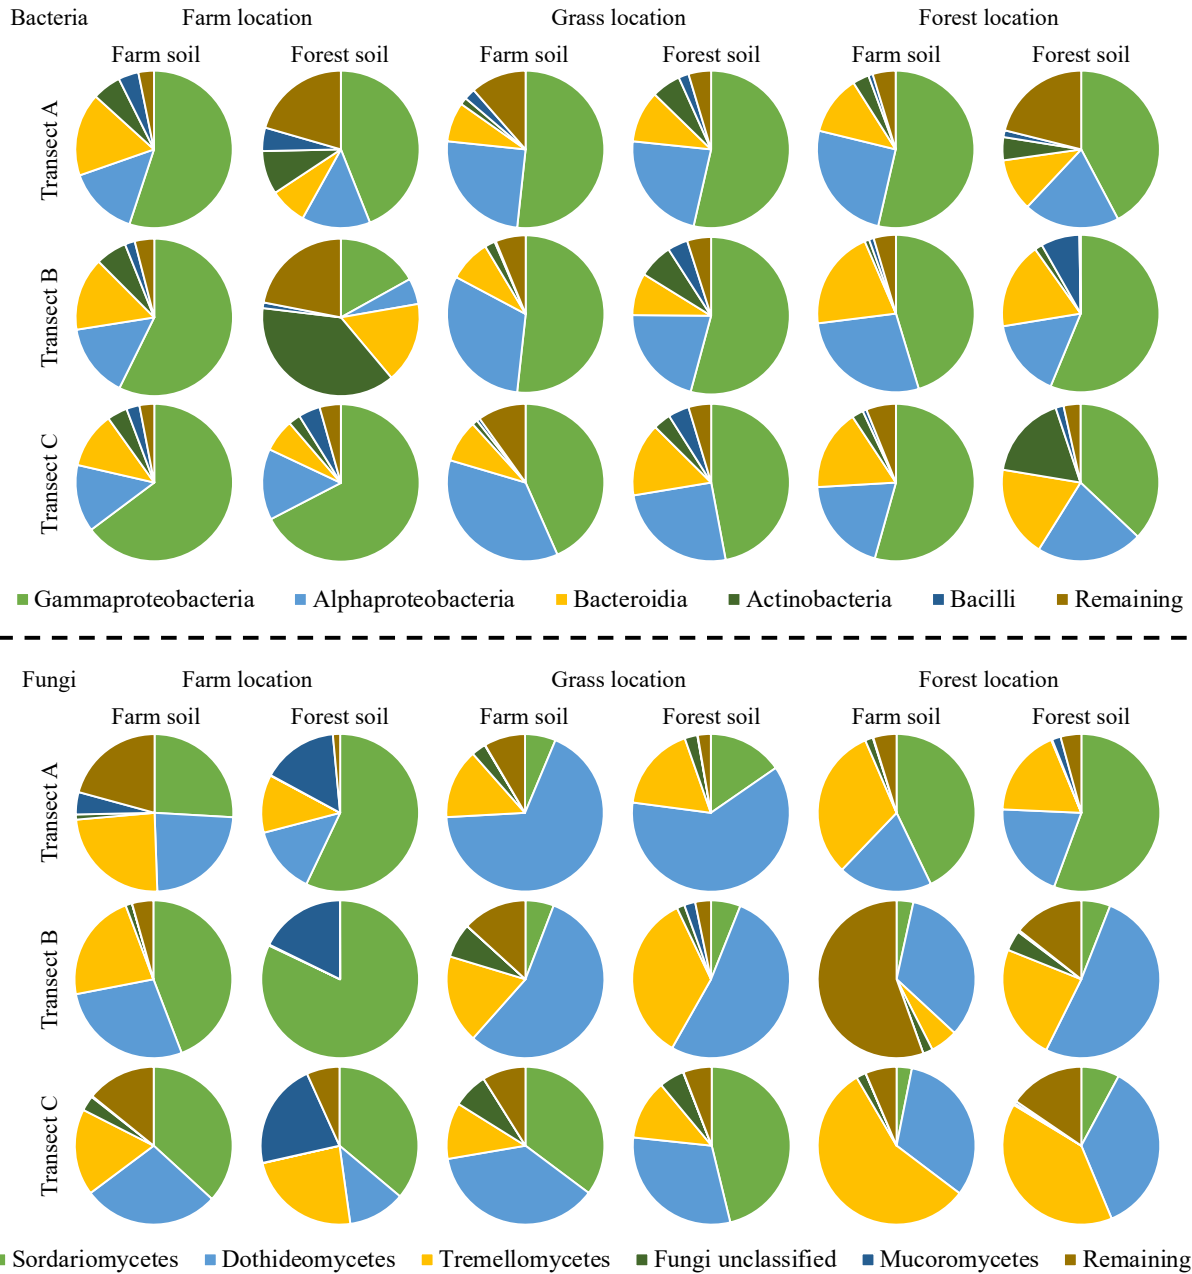 Bacteria Farm location Grass location Forest location
Farm soil Forest soil Farm soil Forest soil Farm soil Forest soil
Transect A
Transect B
Transect C
Gammaproteobacteria Alphaproteobacteria Bacteroidia Actinobacteria Bacilli Remaining
Fungi Farm location Grass location Forest location
Farm soil Forest soil Farm soil Forest soil Farm soil Forest soil
Transect A
Transect B
Transect C
Sordariomycetes Dothideomycetes Tremellomycetes Fungi unclassified Mucoromycetes Remaining